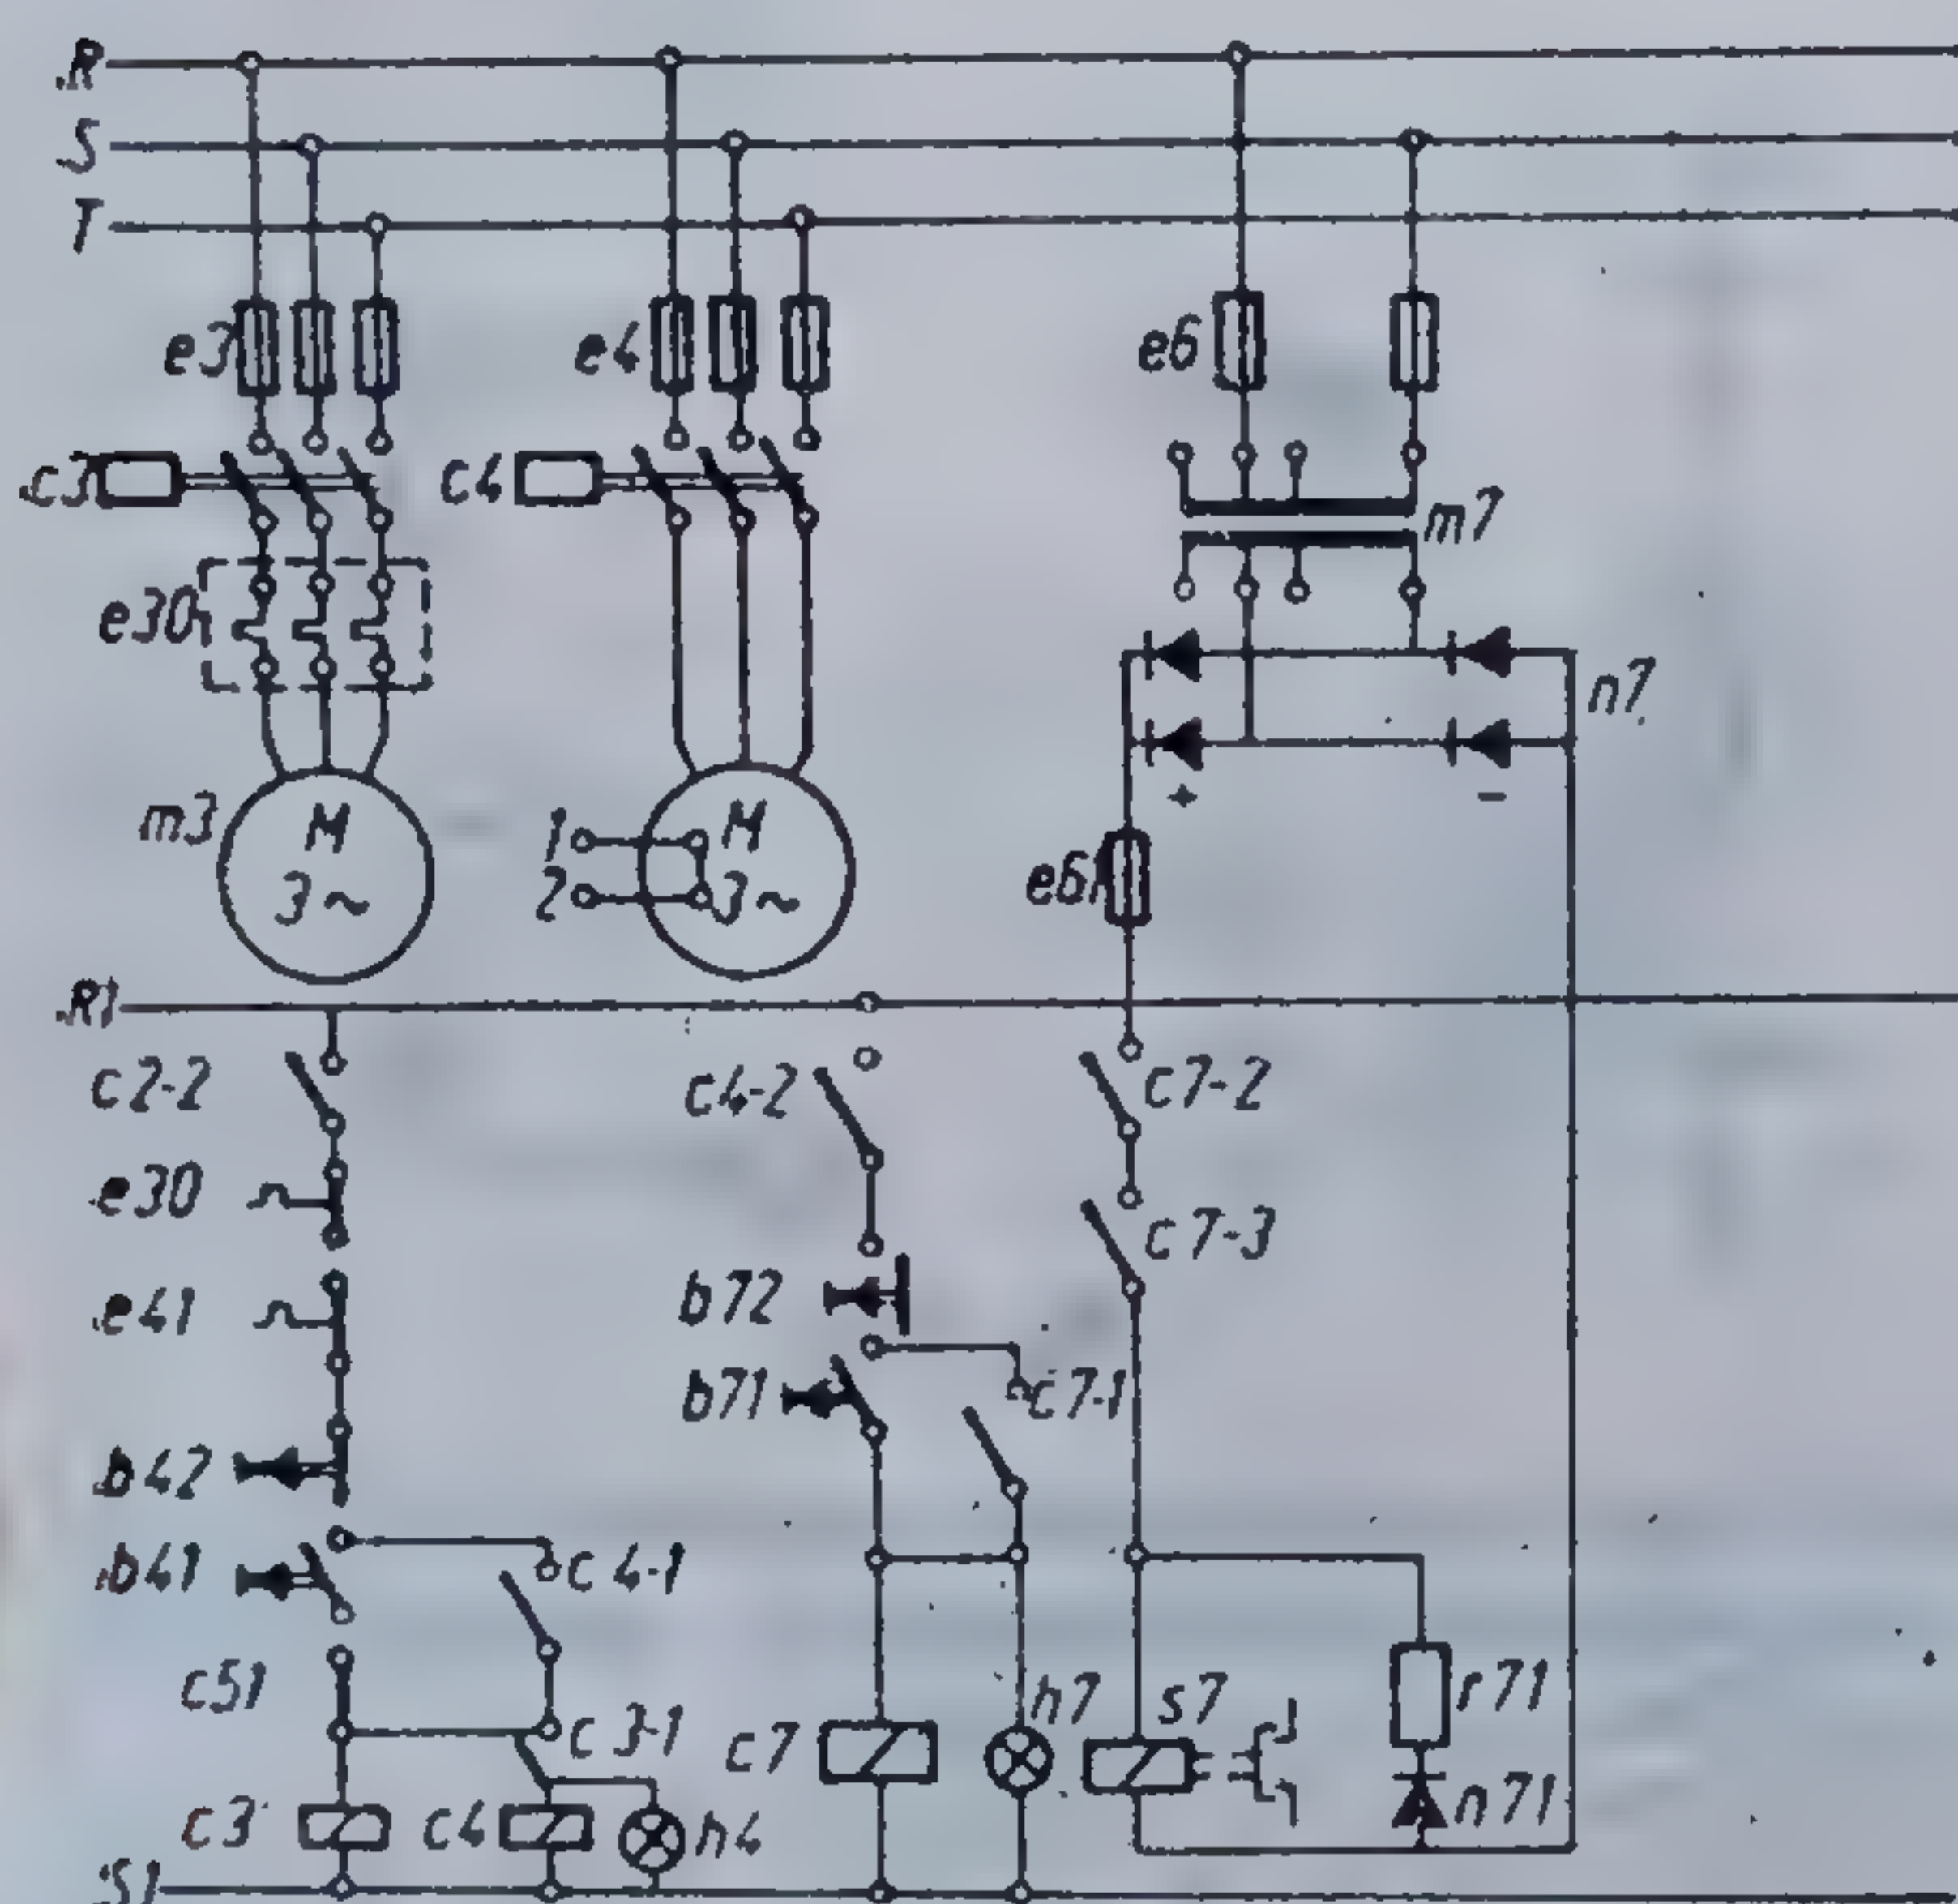 R
S
T
e3
e4
e6
c3
c4
m7
e30
n7
m3
M
3~
1
2
M
3~
+
-
e61
R1
c2-2
c4-2
c7-2
e30
c7-3
e41
b72
b71
c7-1
b42
b41
c4-1
c51
c3-1
c7
h7
s7
r71
c3
c4
h4
n71
S1